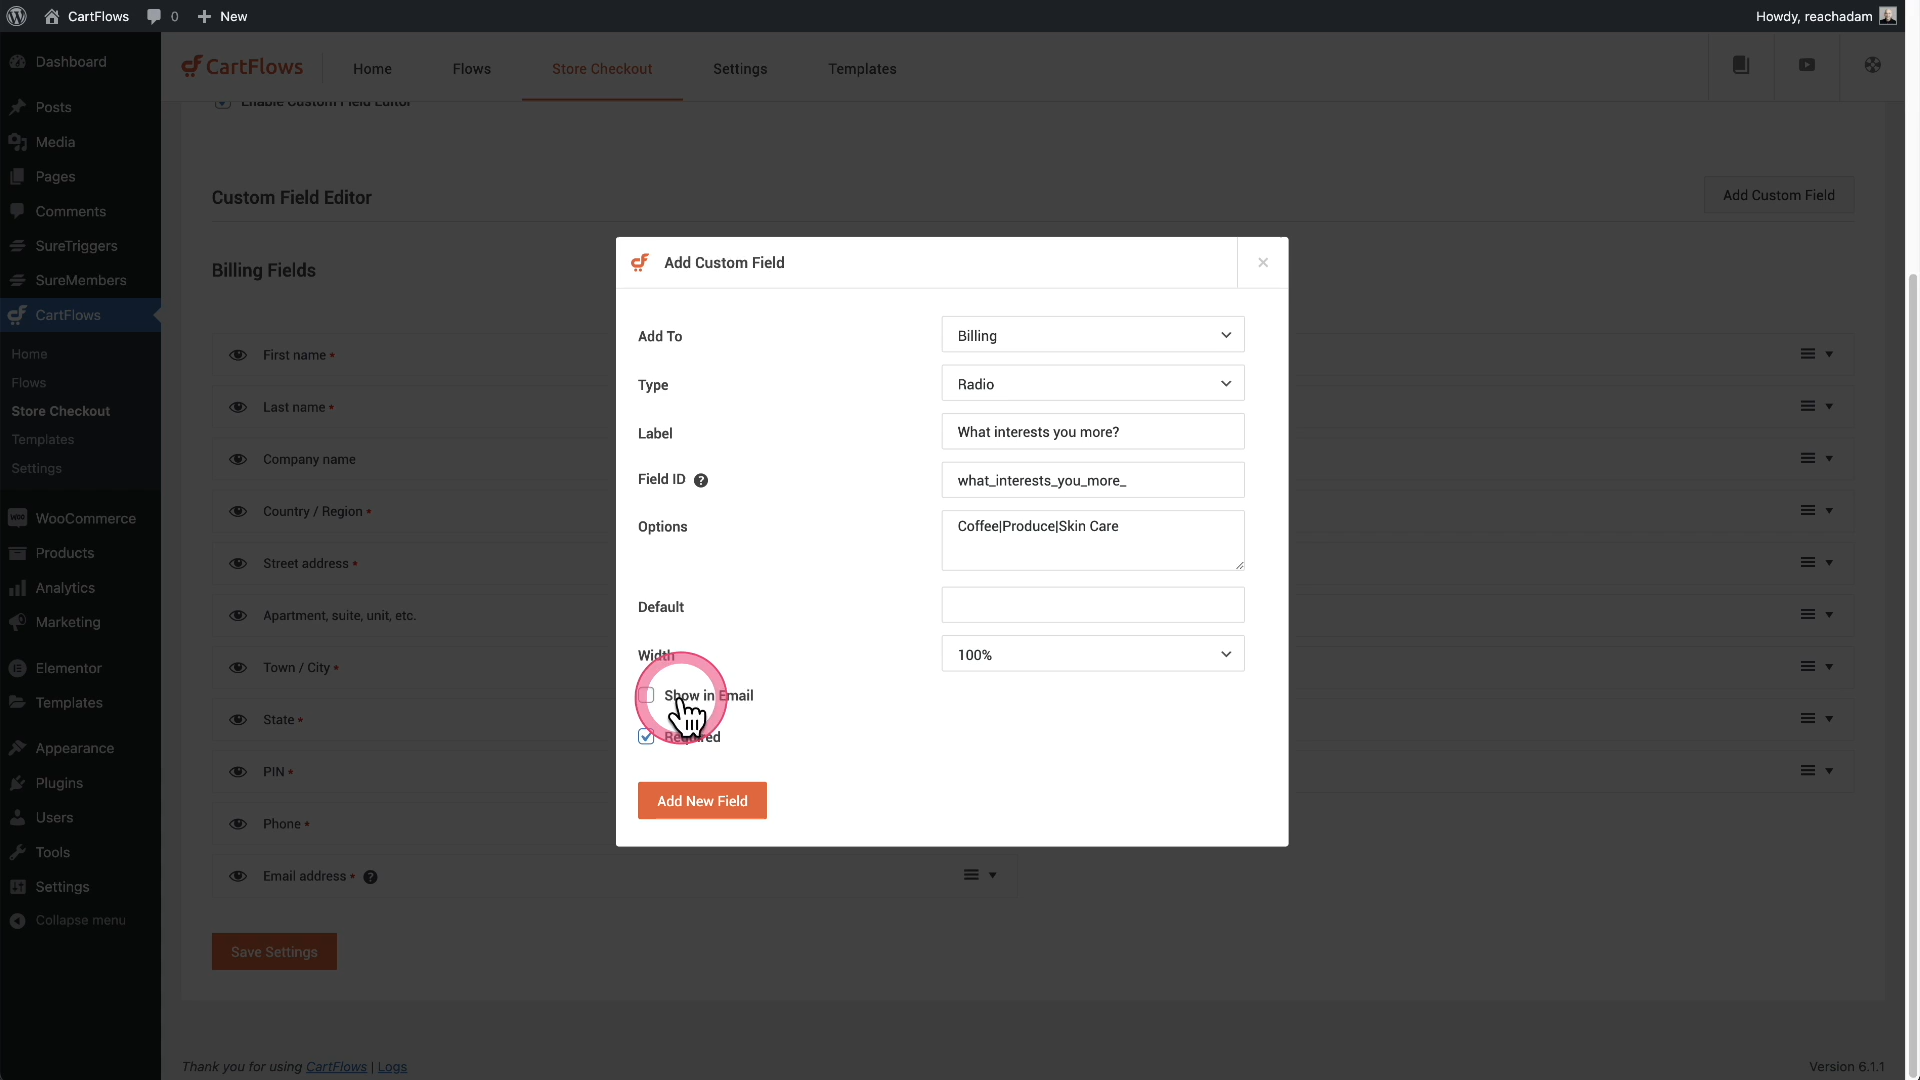 CartFlows
0
New
Howdy, reachadam
Dashboard
Posts
Media
Pages
Comments
SureTriggers
SureMembers
CartFlows
Home
Flows
Store Checkout
Templates
Settings
WooCommerce
Products
Analytics
Marketing
Elementor
Templates
Appearance
Plugins
Users
Tools
Settings
Collapse menu
CartFlows
Home
Flows
Store Checkout
Settings
Templates
Enable Custom Field Editor
Custom Field Editor
Add Custom Field
Billing Fields
First name *
Last name *
Company name
Country / Region *
Street address *
Apartment, suite, unit, etc.
Town / City *
State *
PIN *
Phone *
Email address * ?
Save Settings
Add Custom Field
×
Add To
Billing
Type
Radio
Label
What interests you more?
Field ID ?
what_interests_you_more_
Options
Coffee|Produce|Skin Care
Default
Width
100%
Show in Email
Required
Add New Field
Thank you for using CartFlows | Logs
Version 6.1.1